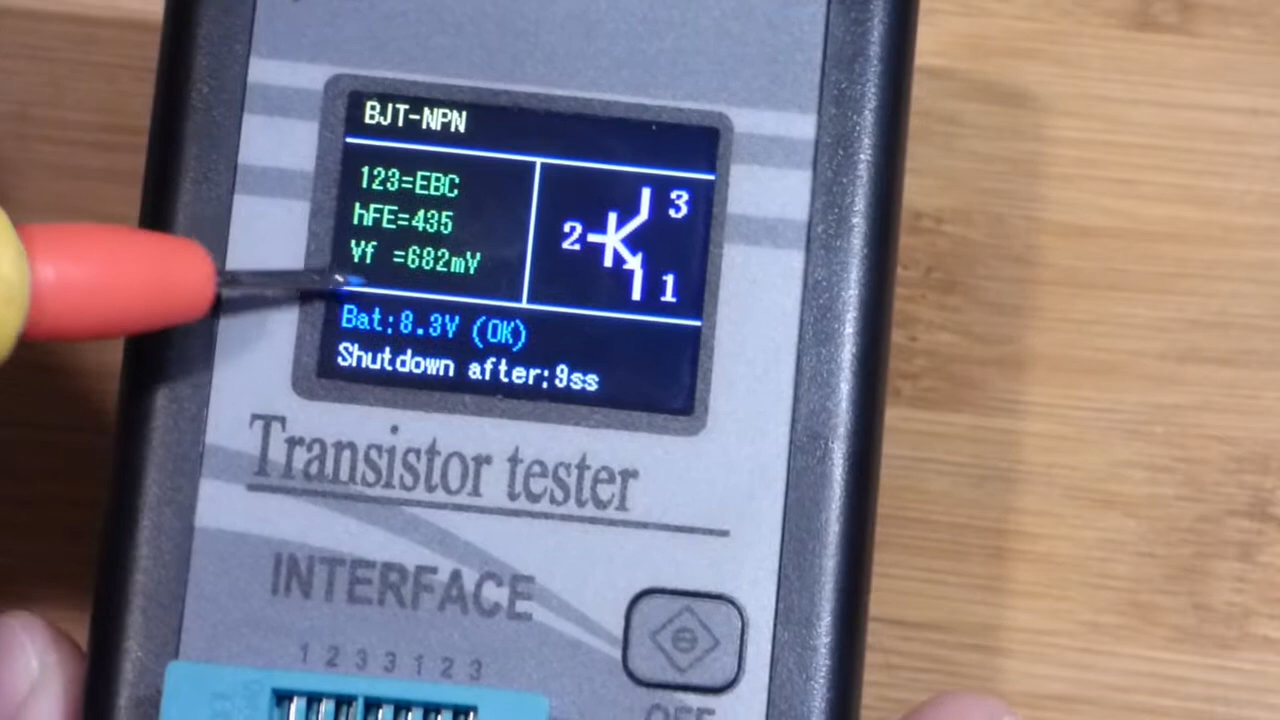 BJT-NPN
123=EBC
hFE=435
Vf =682mV
3
2
1
Bat:8.3V (OK)
Shutdown after:9ss
Transistor tester
INTERFACE
1 2 3 3 1 2 3
OFF